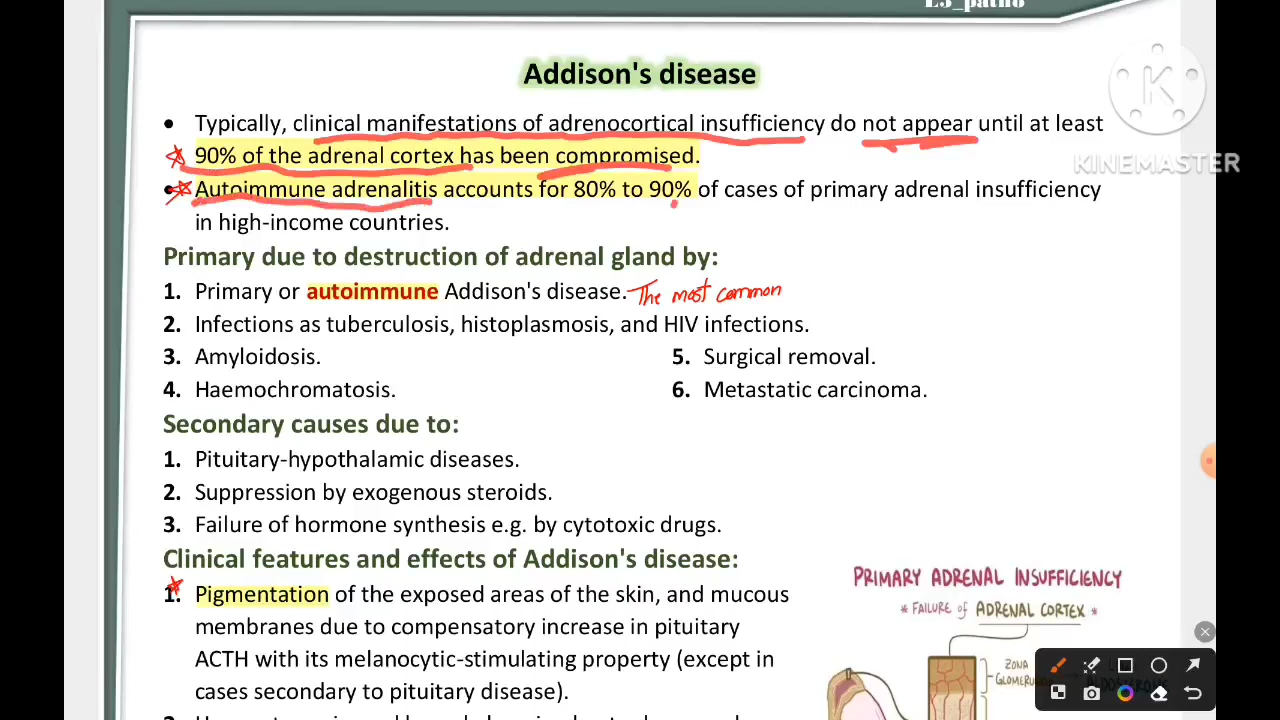 L3_patho
Addison's disease
• Typically, clinical manifestations of adrenocortical insufficiency do not appear until at least
90% of the adrenal cortex has been compromised.
KINEMASTER
• Autoimmune adrenalitis accounts for 80% to 90% of cases of primary adrenal insufficiency
in high-income countries.
Primary due to destruction of adrenal gland by:
1. Primary or autoimmune Addison's disease. The most common
2. Infections as tuberculosis, histoplasmosis, and HIV infections.
3. Amyloidosis.
4. Haemochromatosis.
5. Surgical removal.
6. Metastatic carcinoma.
Secondary causes due to:
1. Pituitary-hypothalamic diseases.
2. Suppression by exogenous steroids.
3. Failure of hormone synthesis e.g. by cytotoxic drugs.
Clinical features and effects of Addison's disease:
1. Pigmentation of the exposed areas of the skin, and mucous
membranes due to compensatory increase in pituitary
ACTH with its melanocytic-stimulating property (except in
cases secondary to pituitary disease).
PRIMARY ADRENAL INSUFFICIENCY
* FAILURE of ADRENAL CORTEX *
ZONA